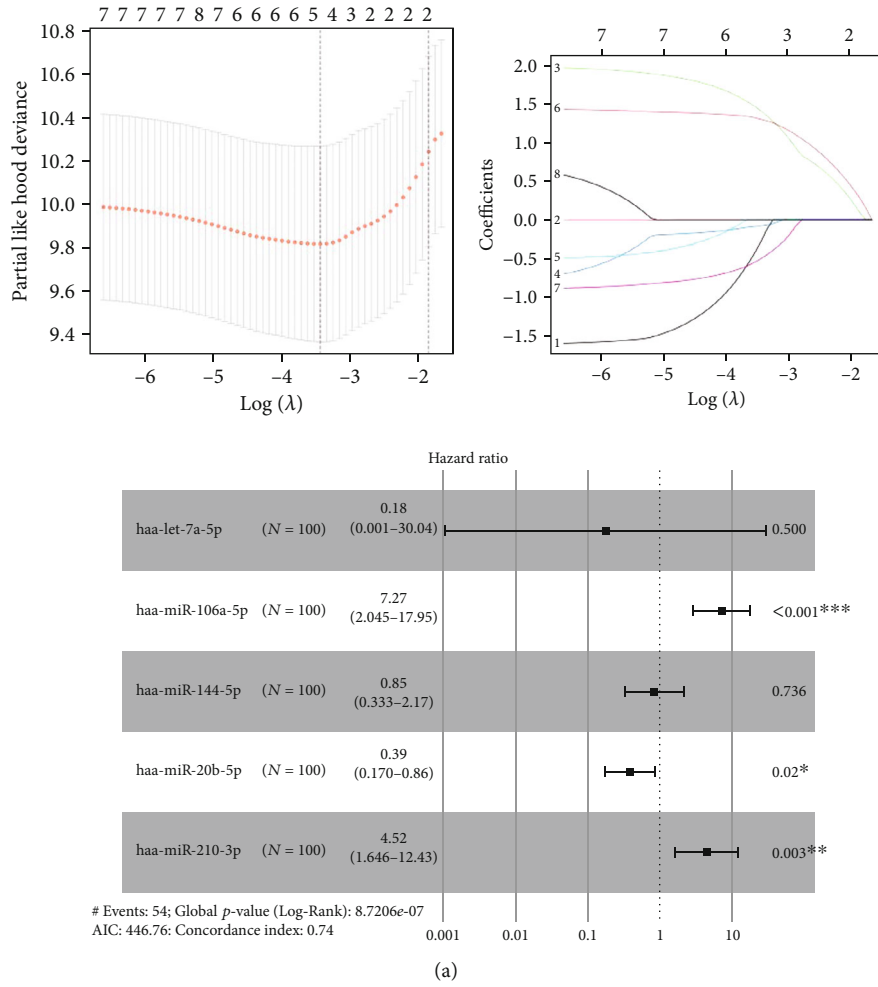 7 7 7 7 7 8 7 6 6 6 6 5 4 3 2 2 2 2 2
10.8
10.6
10.4
10.2
10.0
9.8
9.6
9.4
Partial like hood deviance
−6 −5 −4 −3 −2
Log (λ)
7 7 6 3 2
2.0
1.5
1.0
0.5
0.0
−0.5
−1.0
−1.5
Coefficients
3
6
8
2
5
4
7
1
−6 −5 −4 −3 −2
Log (λ)
Hazard ratio
haa-let-7a-5p (N = 100) 0.18 (0.001–30.04) 0.500
haa-miR-106a-5p (N = 100) 7.27 (2.045–17.95) <0.001***
haa-miR-144-5p (N = 100) 0.85 (0.333–2.17) 0.736
haa-miR-20b-5p (N = 100) 0.39 (0.170–0.86) 0.02*
haa-miR-210-3p (N = 100) 4.52 (1.646–12.43) 0.003**
# Events: 54; Global p-value (Log-Rank): 8.7206e-07
AIC: 446.76: Concordance index: 0.74
0.001 0.01 0.1 1 10
(a)